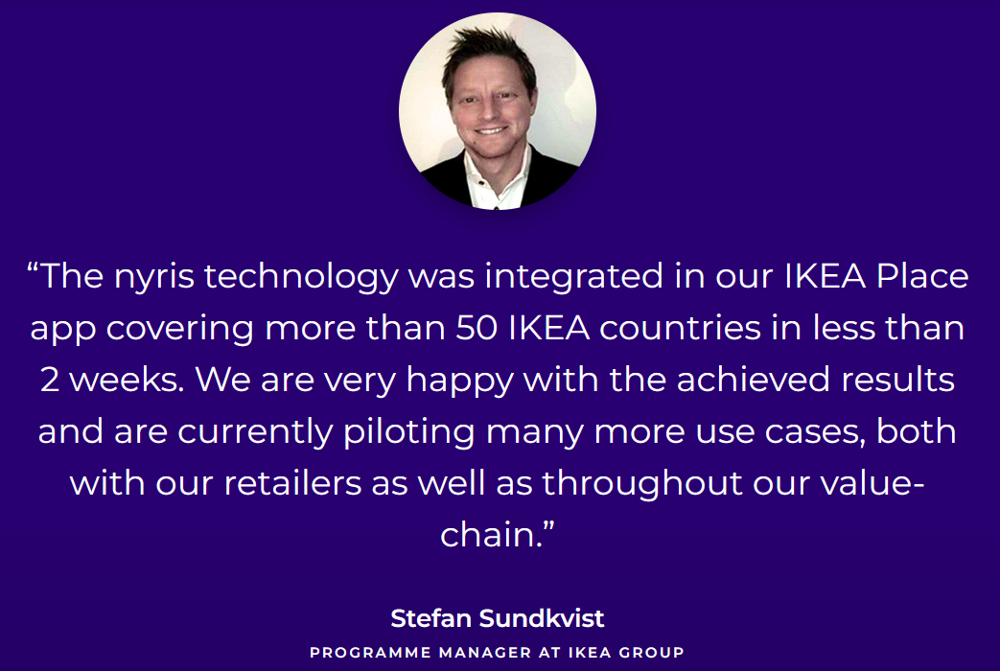 “The nyris technology was integrated in our IKEA Place
app covering more than 50 IKEA countries in less than
2 weeks. We are very happy with the achieved results
and are currently piloting many more use cases, both
with our retailers as well as throughout our value-
chain.”
Stefan Sundkvist
PROGRAMME MANAGER AT IKEA GROUP